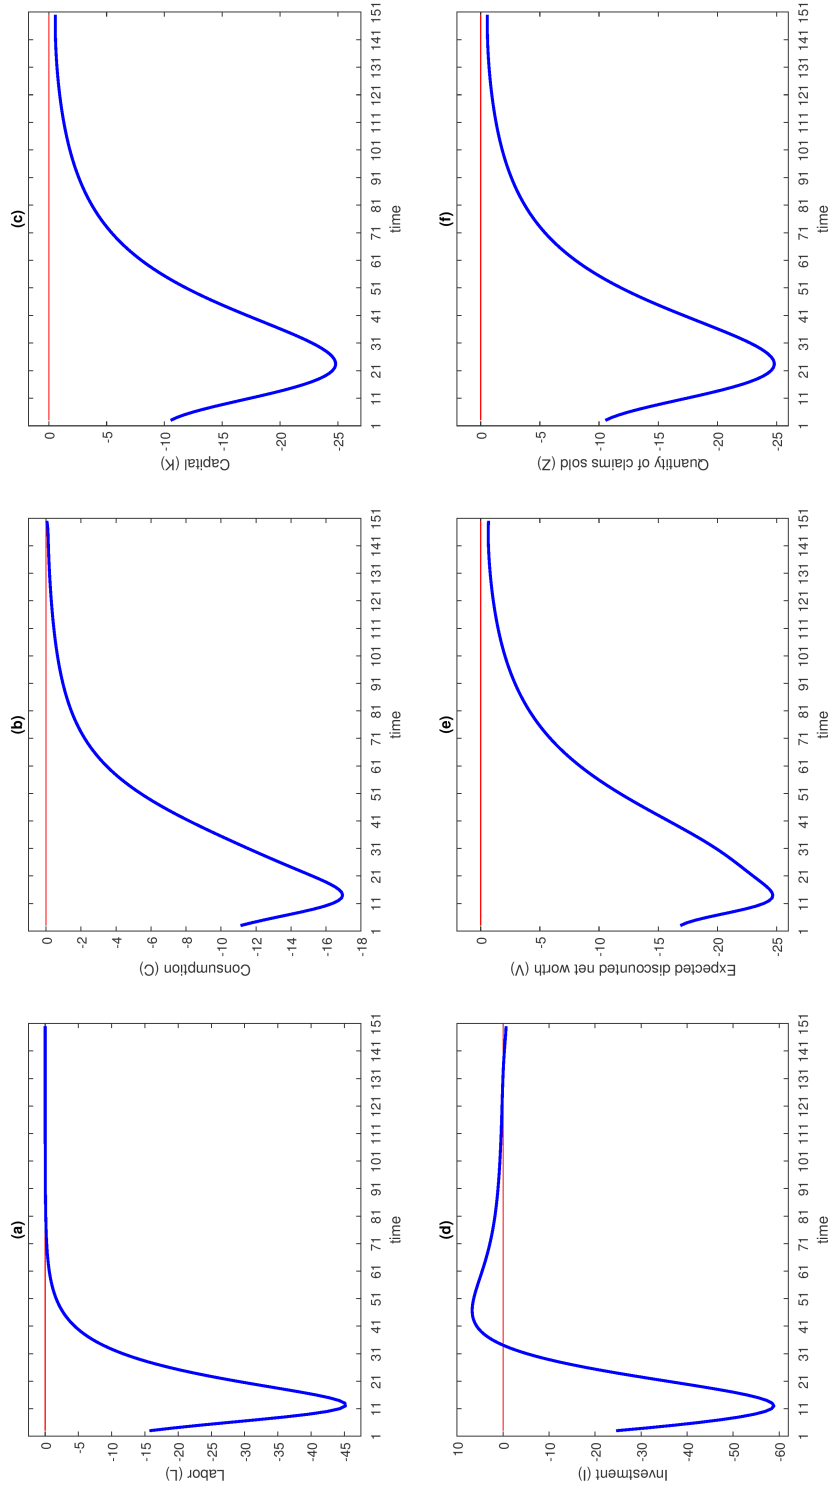 (a)
Labor (L)
0
-5
-10
-15
-20
-25
-30
-35
-40
-45
1 11 21 31 41 51 61 71 81 91 101 111 121 131 141 151
time
(b)
Consumption (C)
0
-2
-4
-6
-8
-10
-12
-14
-16
-18
1 11 21 31 41 51 61 71 81 91 101 111 121 131 141 151
time
(c)
Capital (K)
0
-5
-10
-15
-20
-25
1 11 21 31 41 51 61 71 81 91 101 111 121 131 141 151
time
(d)
Investment (I)
10
0
-10
-20
-30
-40
-50
-60
1 11 21 31 41 51 61 71 81 91 101 111 121 131 141 151
time
(e)
Expected discounted net worth (V)
0
-5
-10
-15
-20
-25
1 11 21 31 41 51 61 71 81 91 101 111 121 131 141 151
time
(f)
Quantity of claims sold (Z)
0
-5
-10
-15
-20
-25
1 11 21 31 41 51 61 71 81 91 101 111 121 131 141 151
time